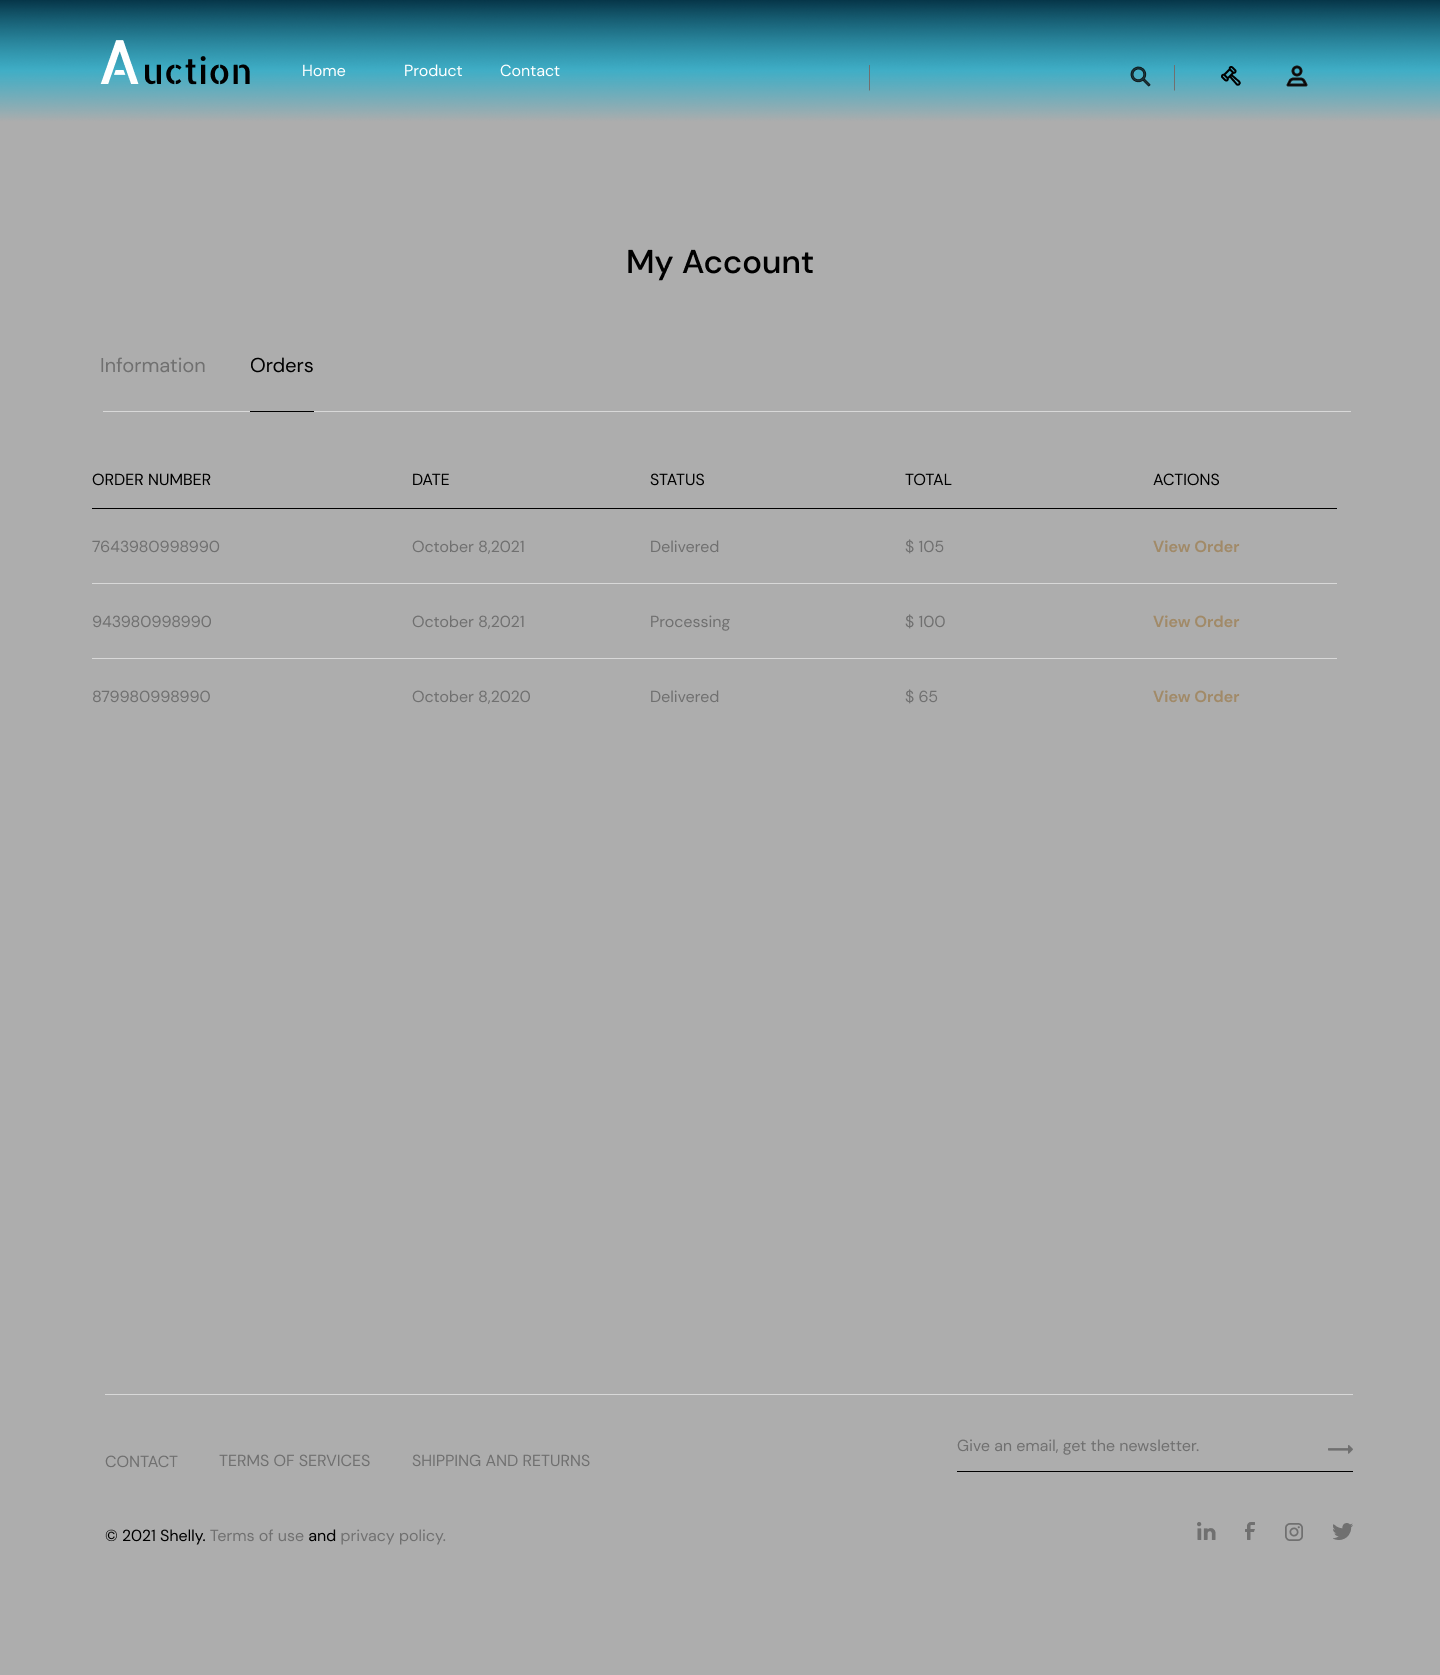 Auction Home Product Contact
My Account
Information Orders
ORDER NUMBER DATE STATUS TOTAL ACTIONS
7643980998990 October 8,2021 Delivered $ 105 View Order
943980998990 October 8,2021 Processing $ 100 View Order
879980998990 October 8,2020 Delivered $ 65 View Order
Give an email, get the newsletter.
CONTACT TERMS OF SERVICES SHIPPING AND RETURNS
© 2021 Shelly. Terms of use and privacy policy.